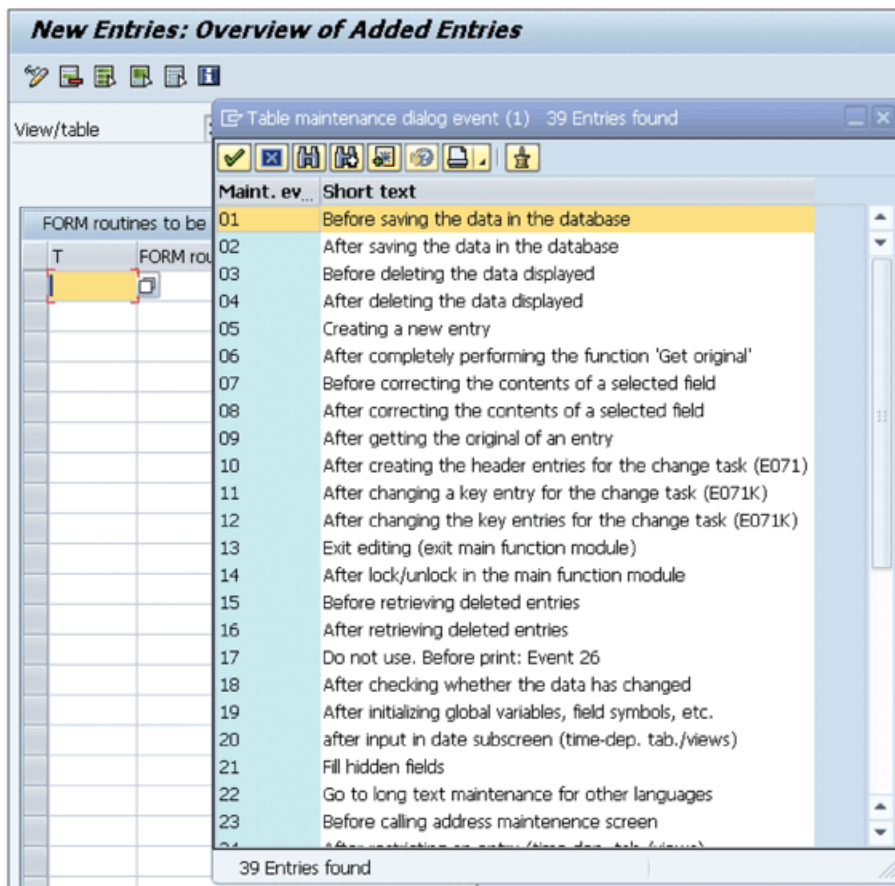 New Entries: Overview of Added Entries
View/table
Table maintenance dialog event (1) 39 Entries found
Maint. ev... Short text
FORM routines to be
T FORM rou
01 Before saving the data in the database
02 After saving the data in the database
03 Before deleting the data displayed
04 After deleting the data displayed
05 Creating a new entry
06 After completely performing the function 'Get original'
07 Before correcting the contents of a selected field
08 After correcting the contents of a selected field
09 After getting the original of an entry
10 After creating the header entries for the change task (E071)
11 After changing a key entry for the change task (E071K)
12 After changing the key entries for the change task (E071K)
13 Exit editing (exit main function module)
14 After lock/unlock in the main function module
15 Before retrieving deleted entries
16 After retrieving deleted entries
17 Do not use. Before print: Event 26
18 After checking whether the data has changed
19 After initializing global variables, field symbols, etc.
20 after input in date subscreen (time-dep. tab./views)
21 Fill hidden fields
22 Go to long text maintenance for other languages
23 Before calling address maintenence screen
39 Entries found